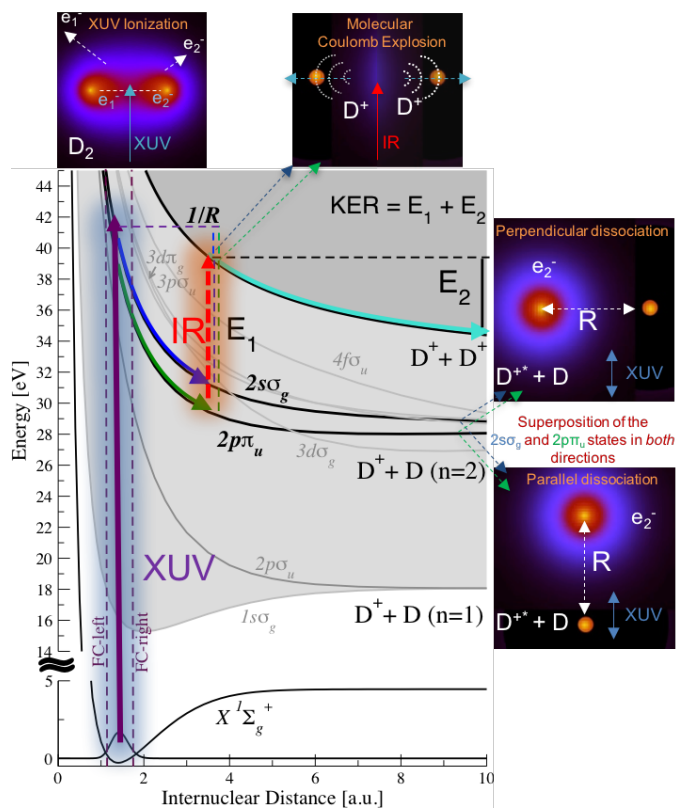 XUV Ionization
e₁⁻
e₂⁻
e₁⁻ e₂⁻
D₂
XUV
Molecular
Coulomb Explosion
D⁺ D⁺
IR
44
42
40
38
36
34
32
30
28
26
24
22
20
18
16
14
5
0
Energy [eV]
1/R
KER = E₁ + E₂
3dπg
3pσu
IR
E₁
E₂
4fσu
D⁺ + D⁺
2sσg
2pπu
3dσg
D⁺ + D (n=2)
XUV
2pσu
1sσg
D⁺ + D (n=1)
FC-left
FC-right
X ¹Σg⁺
0 2 4 6 8 10
Internuclear Distance [a.u.]
Perpendicular dissociation
e₂⁻
R
D⁺* + D
XUV
Superposition of the
2sσg and 2pπu states in both
directions
Parallel dissociation
e₂⁻
R
XUV
D⁺* + D